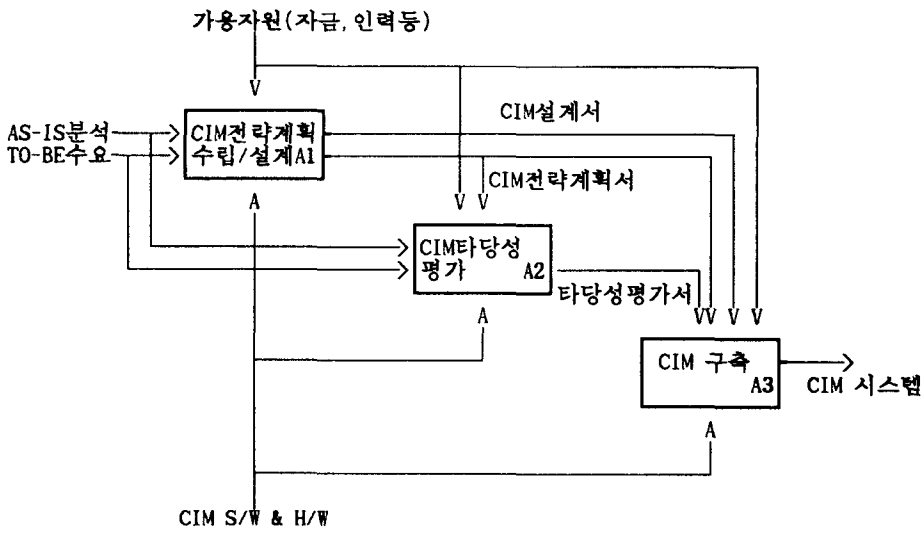 가용자원(자금, 인력등)
CIM설계서
AS-IS분석
TO-BE수요
CIM전략계획
수립/설계A1
CIM전략계획서
CIM타당성
평가 A2
타당성평가서
CIM 구축
A3
CIM 시스템
CIM S/W & H/W